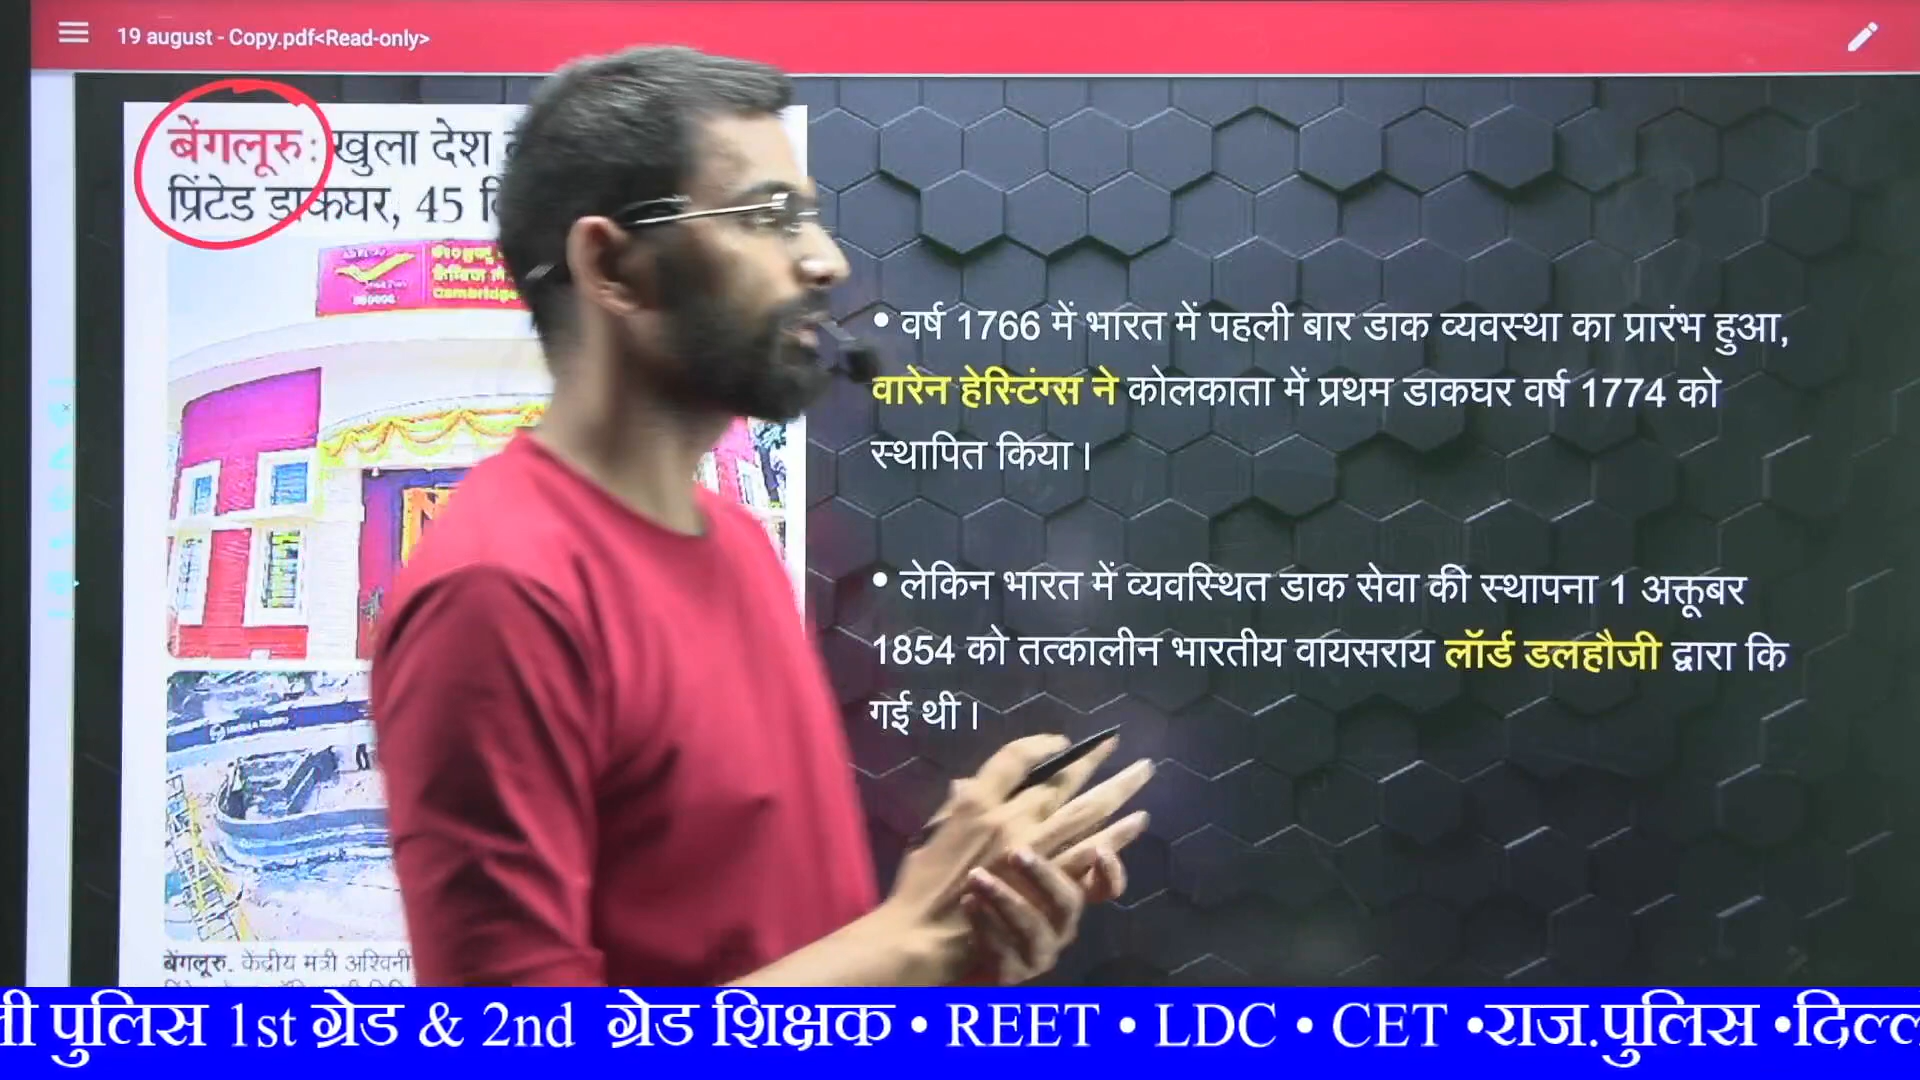 19 august - Copy.pdf<Read-only>
बेंगलूरु: खुला देश
प्रिंटेड डाकघर, 45
• वर्ष 1766 में भारत में पहली बार डाक व्यवस्था का प्रारंभ हुआ,
वारेन हेस्टिंग्स ने कोलकाता में प्रथम डाकघर वर्ष 1774 को
स्थापित किया।
• लेकिन भारत में व्यवस्थित डाक सेवा की स्थापना 1 अक्तूबर
1854 को तत्कालीन भारतीय वायसराय लॉर्ड डलहौजी द्वारा कि
गई थी।
बेंगलूरु. केंद्रीय मंत्री अश्विनी
पुलिस 1st ग्रेड & 2nd ग्रेड शिक्षक • REET • LDC • CET •राज.पुलिस •